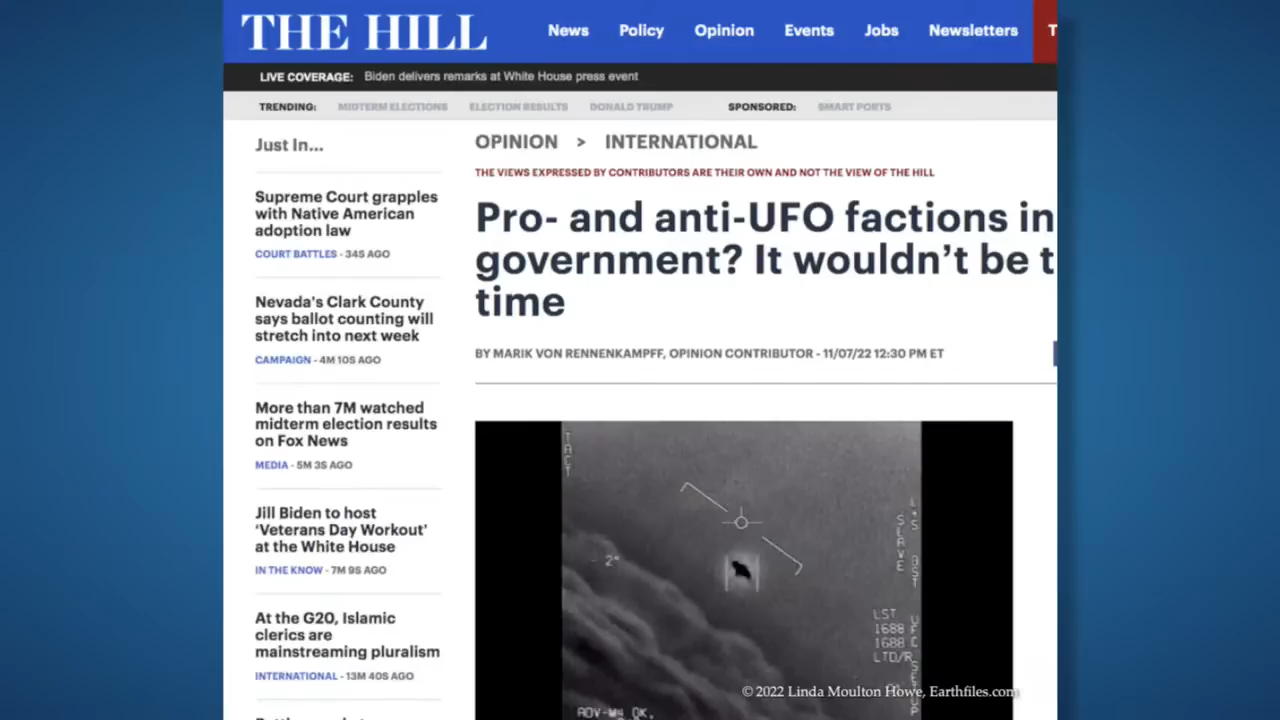 THE HILL
News Policy Opinion Events Jobs Newsletters T
LIVE COVERAGE: Biden delivers remarks at White House press event
TRENDING: MIDTERM ELECTIONS ELECTION RESULTS DONALD TRUMP SPONSORED: SMART PORTS
Just In...
Supreme Court grapples
with Native American
adoption law
COURT BATTLES - 34S AGO
Nevada's Clark County
says ballot counting will
stretch into next week
CAMPAIGN - 4M 10S AGO
More than 7M watched
midterm election results
on Fox News
MEDIA - 5M 3S AGO
Jill Biden to host
‘Veterans Day Workout’
at the White House
IN THE KNOW - 7M 9S AGO
At the G20, Islamic
clerics are
mainstreaming pluralism
INTERNATIONAL - 13M 40S AGO
OPINION > INTERNATIONAL
THE VIEWS EXPRESSED BY CONTRIBUTORS ARE THEIR OWN AND NOT THE VIEW OF THE HILL
Pro- and anti-UFO factions in
government? It wouldn’t be t
time
BY MARIK VON RENNENKAMPFF, OPINION CONTRIBUTOR - 11/07/22 12:30 PM ET
TACT
2°
SLAVE
LST
1688
1688
LTD/R
© 2022 Linda Moulton Howe, Earthfiles.com